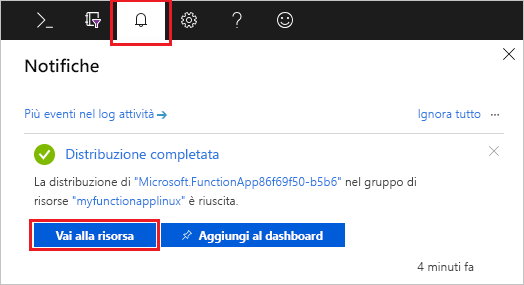 Notifiche
Più eventi nel log attività
Ignora tutto
Distribuzione completata
La distribuzione di "Microsoft.FunctionApp86f69f50-b5b6" nel gruppo di
risorse "myfunctionapplinux" è riuscita.
Vai alla risorsa
Aggiungi al dashboard
4 minuti fa